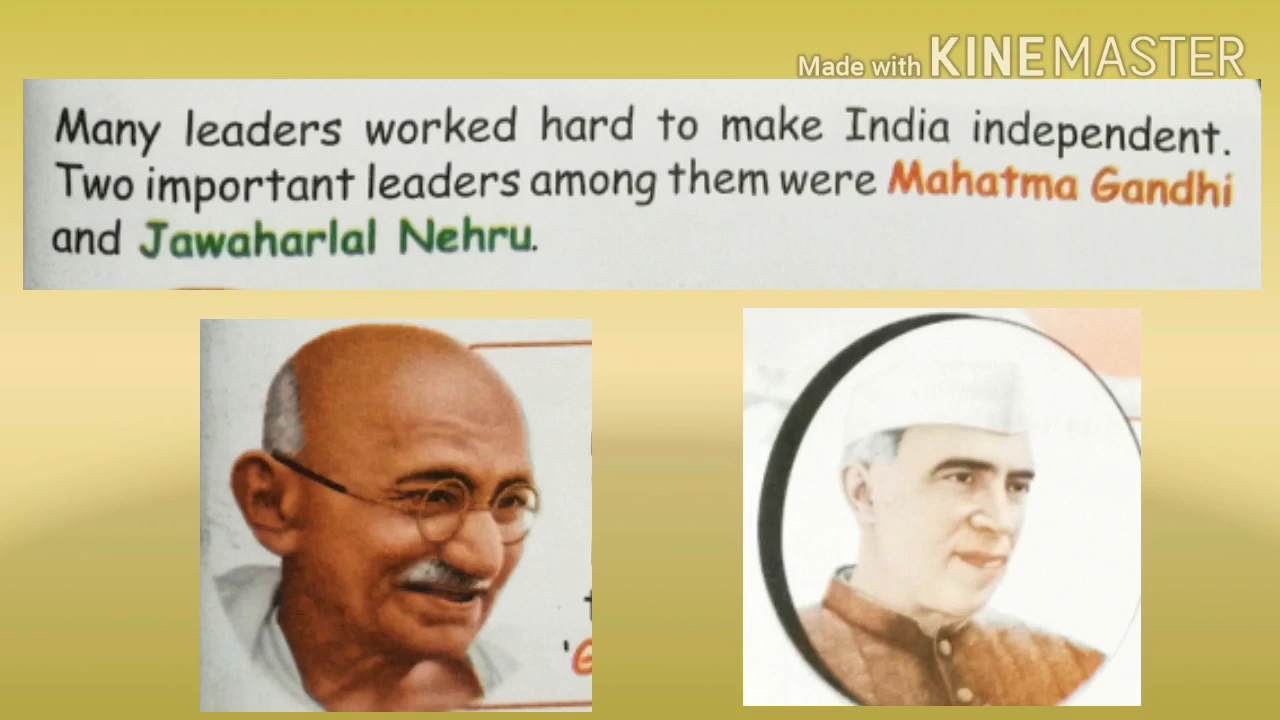 Made with KINEMASTER
Many leaders worked hard to make India independent.
Two important leaders among them were Mahatma Gandhi
and Jawaharlal Nehru.